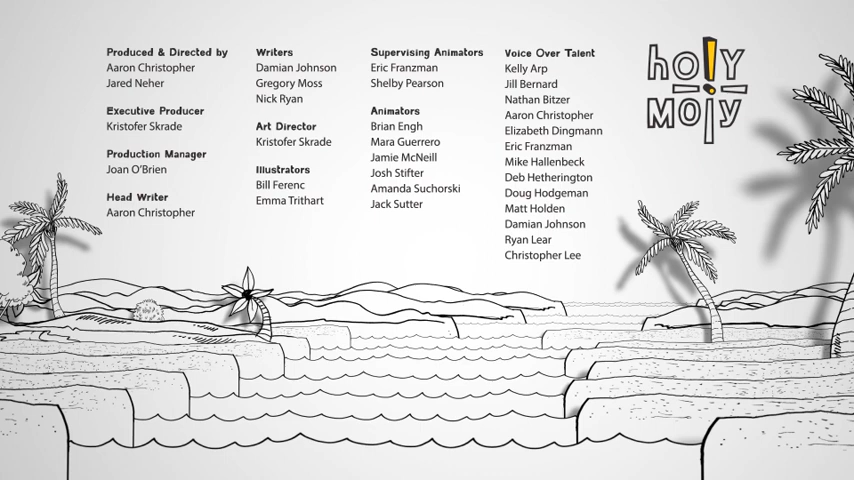 Produced & Directed by
Aaron Christopher
Jared Neher
Executive Producer
Kristofer Skrade
Production Manager
Joan O'Brien
Head Writer
Aaron Christopher
Writers
Damian Johnson
Gregory Moss
Nick Ryan
Art Director
Kristofer Skrade
Illustrators
Bill Ferenc
Emma Trithart
Supervising Animators
Eric Franzman
Shelby Pearson
Animators
Brian Engh
Mara Guerrero
Jamie McNeill
Josh Stifter
Amanda Suchorski
Jack Sutter
Voice Over Talent
Kelly Arp
Jill Bernard
Nathan Bitzer
Aaron Christopher
Elizabeth Dingmann
Eric Franzman
Mike Hallenbeck
Deb Hetherington
Doug Hodgeman
Matt Holden
Damian Johnson
Ryan Lear
Christopher Lee
holy
moly